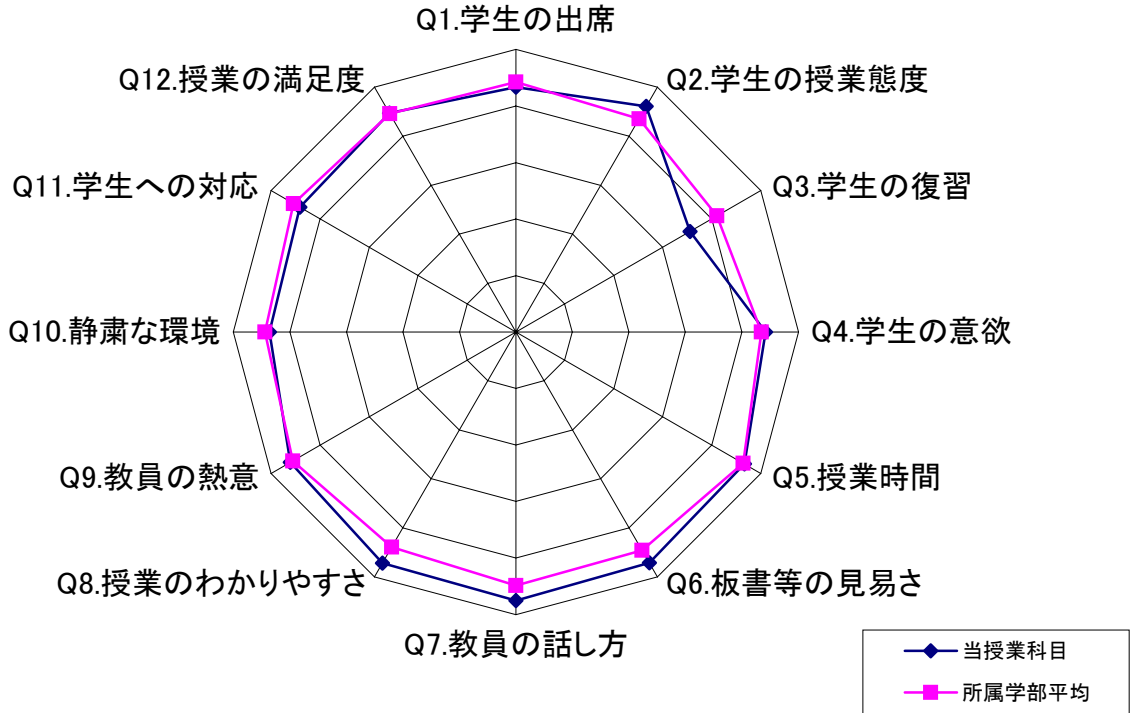 Q1.学生の出席
Q2.学生の授業態度
Q3.学生の復習
Q4.学生の意欲
Q5.授業時間
Q6.板書等の見易さ
Q7.教員の話し方
Q8.授業のわかりやすさ
Q9.教員の熱意
Q10.静粛な環境
Q11.学生への対応
Q12.授業の満足度
当授業科目
所属学部平均